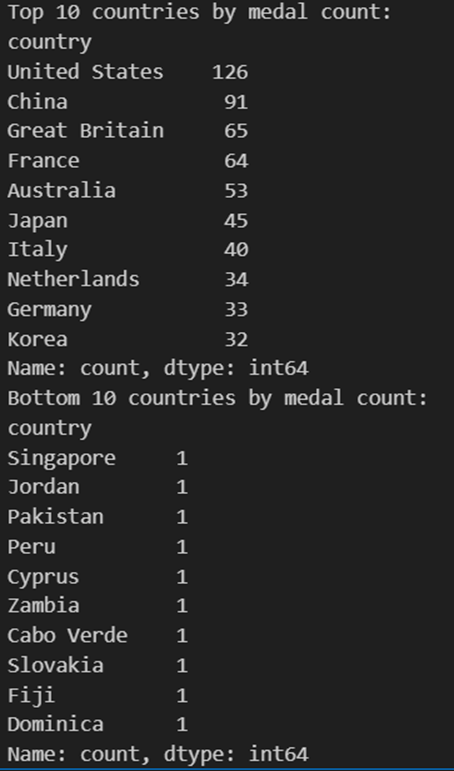 Top 10 countries by medal count:
country
United States    126
China             91
Great Britain     65
France            64
Australia         53
Japan             45
Italy             40
Netherlands       34
Germany           33
Korea             32
Name: count, dtype: int64
Bottom 10 countries by medal count:
country
Singapore     1
Jordan        1
Pakistan      1
Peru          1
Cyprus        1
Zambia        1
Cabo Verde    1
Slovakia      1
Fiji          1
Dominica      1
Name: count, dtype: int64